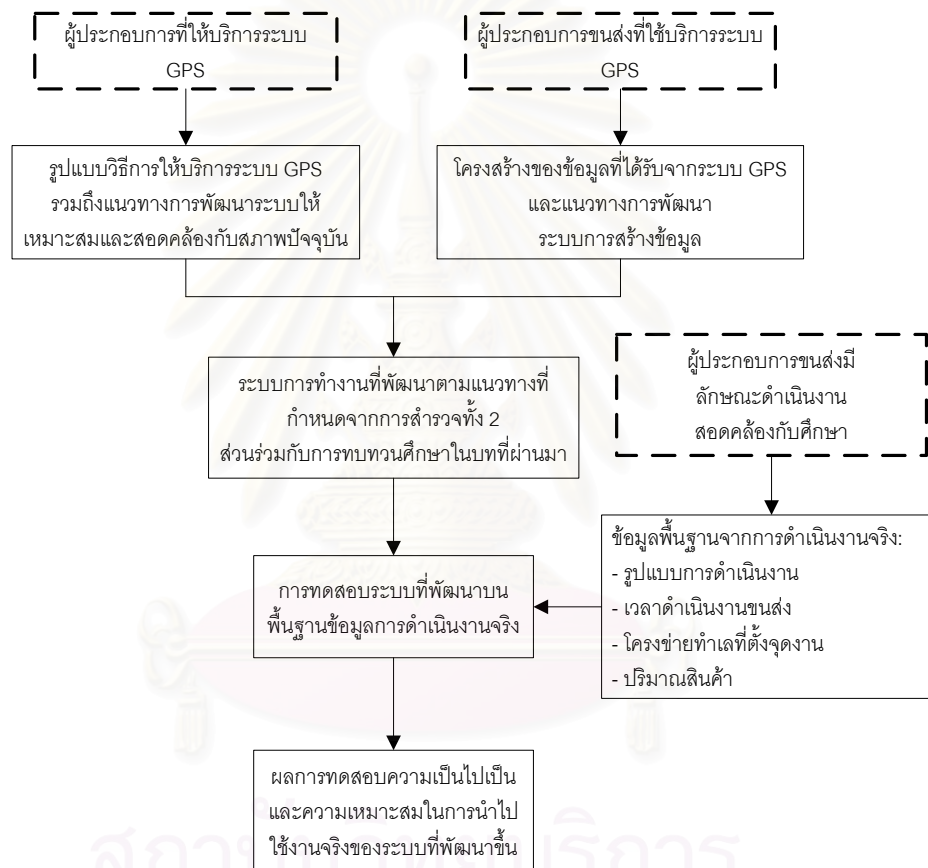 ผู้ประกอบการที่ให้บริการระบบ
GPS
ผู้ประกอบการขนส่งที่ใช้บริการระบบ
GPS
รูปแบบวิธีการให้บริการระบบ GPS
รวมถึงแนวทางการพัฒนาระบบให้
เหมาะสมและสอดคล้องกับสภาพปัจจุบัน
โครงสร้างของข้อมูลที่ได้รับจากระบบ GPS
และแนวทางการพัฒนา
ระบบการสร้างข้อมูล
ระบบการทำงานที่พัฒนาตามแนวทางที่
กำหนดจากการสำรวจทั้ง 2
ส่วนร่วมกับการทบทวนศึกษาในบทที่ผ่านมา
ผู้ประกอบการขนส่งมี
ลักษณะดำเนินงาน
สอดคล้องกับศึกษา
การทดสอบระบบที่พัฒนาบน
พื้นฐานข้อมูลการดำเนินงานจริง
ข้อมูลพื้นฐานจากการดำเนินงานจริง:
- รูปแบบการดำเนินงาน
- เวลาดำเนินงานขนส่ง
- โครงข่ายทำเลที่ตั้งจุดงาน
- ปริมาณสินค้า
ผลการทดสอบความเป็นไปเป็น
และความเหมาะสมในการนำไป
ใช้งานจริงของระบบที่พัฒนาขึ้น